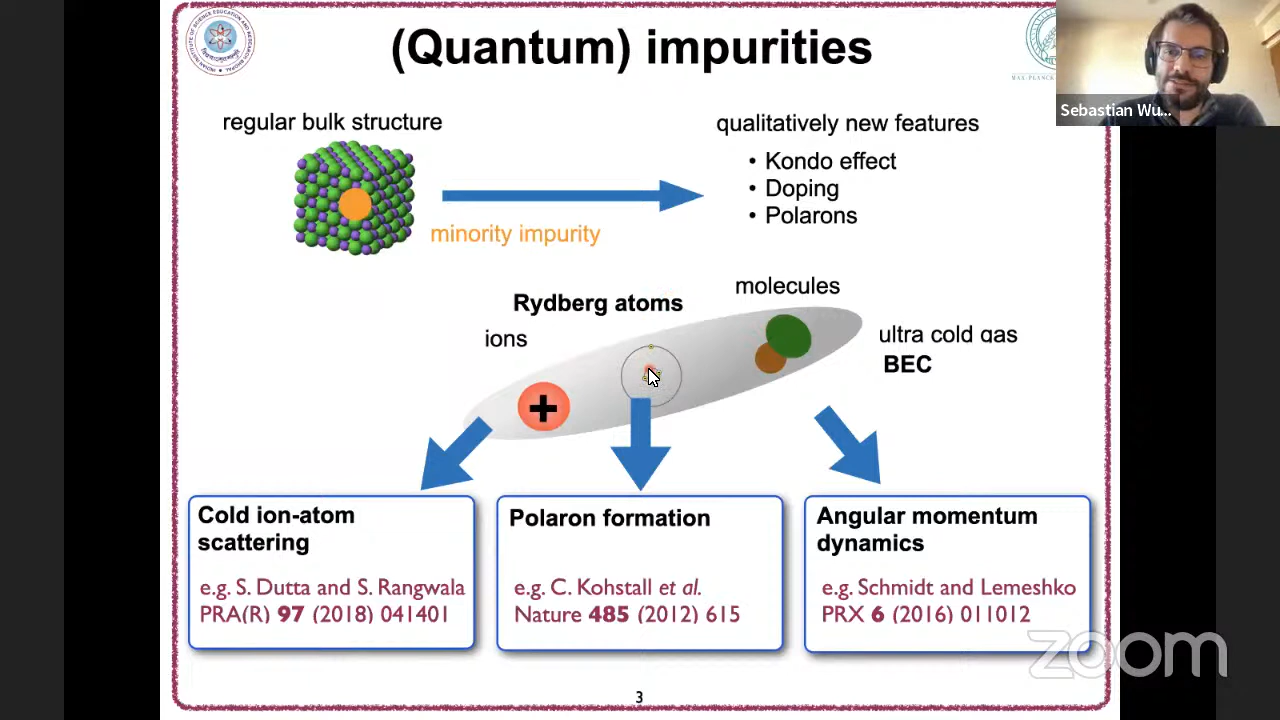 (Quantum) impurities
Sebastian Wu...
regular bulk structure
minority impurity
qualitatively new features
• Kondo effect
• Doping
• Polarons
Rydberg atoms
molecules
ions
ultra cold gas
BEC
+
Cold ion-atom
scattering
e.g. S. Dutta and S. Rangwala
PRA(R) 97 (2018) 041401
Polaron formation
e.g. C. Kohstall et al.
Nature 485 (2012) 615
Angular momentum
dynamics
e.g. Schmidt and Lemeshko
PRX 6 (2016) 011012
zoom
3